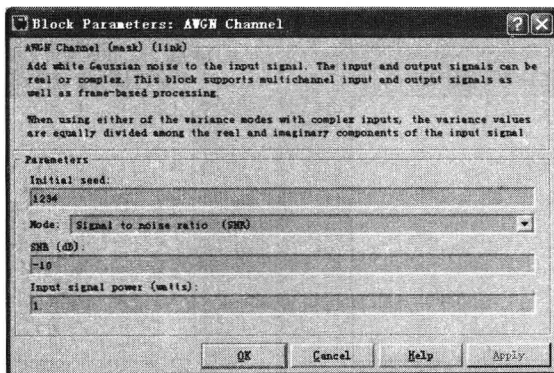 Block Parameters: AWGN Channel
AWGN Channel (mask) (link)
Add white Gaussian noise to the input signal. The input and output signals can be
real or complex. This block supports multichannel input and output signals as
well as frame-based processing.
When using either of the variance modes with complex inputs, the variance values
are equally divided among the real and imaginary components of the input signal
Parameters
Initial seed:
1234
Mode: Signal to noise ratio (SNR)
SNR (dB):
-10
Input signal power (watts):
1
OK Cancel Help Apply